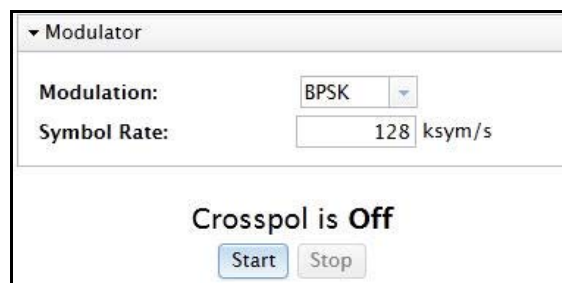 Modulator
Modulation: BPSK
Symbol Rate: 128 ksym/s
Crosspol is Off
Start Stop